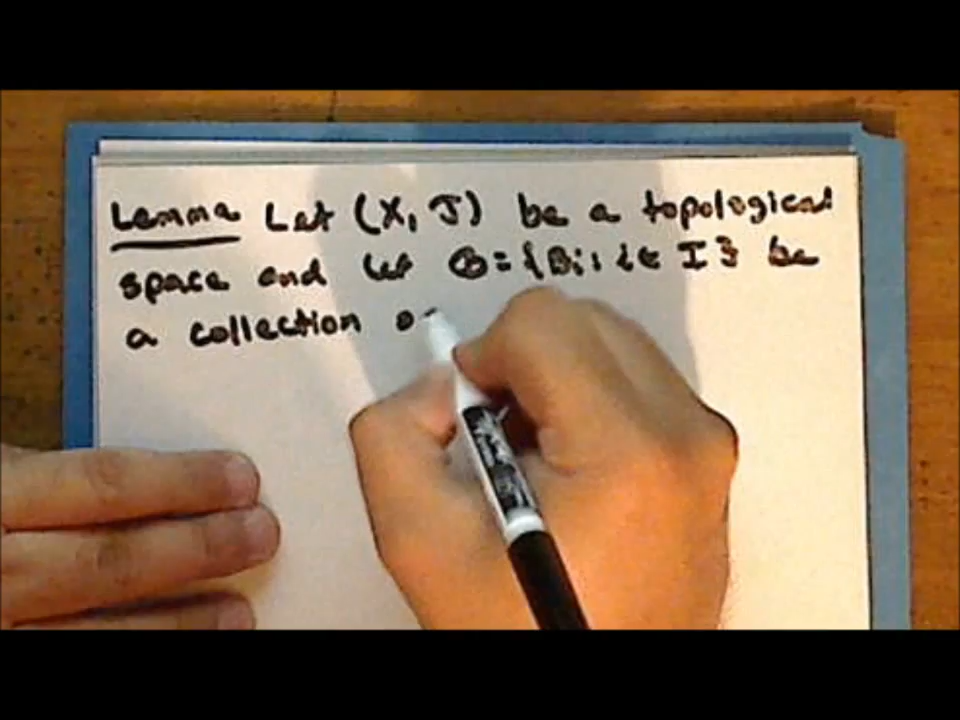 Lemma Let (X, T) be a topological
space and let B = {Bi : i ∈ I} be
a collection